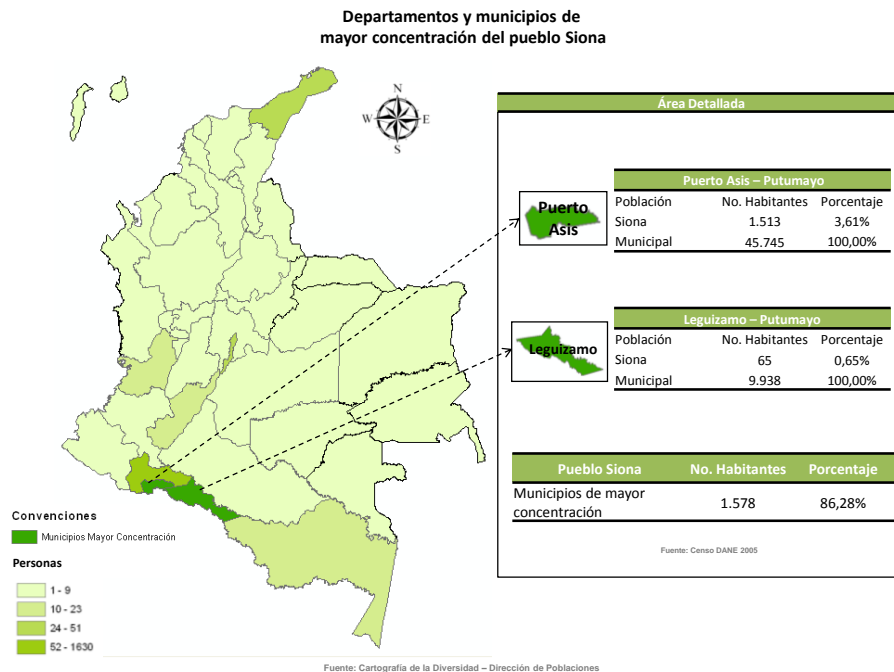 Departamentos y municipios de
mayor concentración del pueblo Siona
N
W
E
S
Área Detallada
Puerto Asis
Puerto Asis – Putumayo
Población No. Habitantes Porcentaje
Siona 1.513 3,61%
Municipal 45.745 100,00%
Leguizamo
Leguizamo – Putumayo
Población No. Habitantes Porcentaje
Siona 65 0,65%
Municipal 9.938 100,00%
Pueblo Siona No. Habitantes Porcentaje
Municipios de mayor
concentración 1.578 86,28%
Fuente: Censo DANE 2005
Convenciones
Municipios Mayor Concentración
Personas
1 - 9
10 - 23
24 - 51
52 - 1630
Fuente: Cartografía de la Diversidad – Dirección de Poblaciones